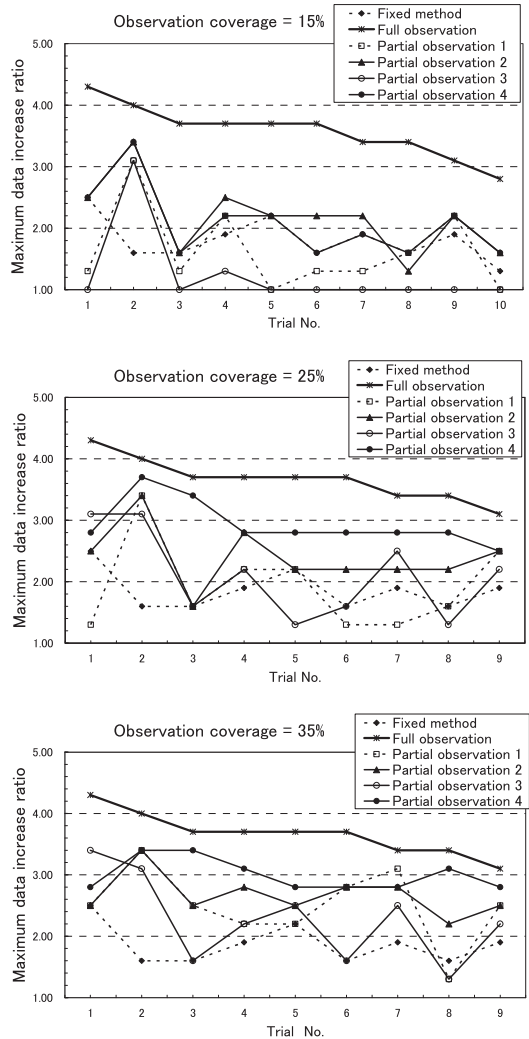 Observation coverage = 15%
Fixed method
Full observation
Partial observation 1
Partial observation 2
Partial observation 3
Partial observation 4
Maximum data increase ratio
5.00
4.00
3.00
2.00
1.00
1 2 3 4 5 6 7 8 9 10
Trial No.
Observation coverage = 25%
Fixed method
Full observation
Partial observation 1
Partial observation 2
Partial observation 3
Partial observation 4
Maximum data increase ratio
5.00
4.00
3.00
2.00
1.00
1 2 3 4 5 6 7 8 9
Trial No.
Observation coverage = 35%
Fixed method
Full observation
Partial observation 1
Partial observation 2
Partial observation 3
Partial observation 4
Maximum data increase ratio
5.00
4.00
3.00
2.00
1.00
1 2 3 4 5 6 7 8 9
Trial No.